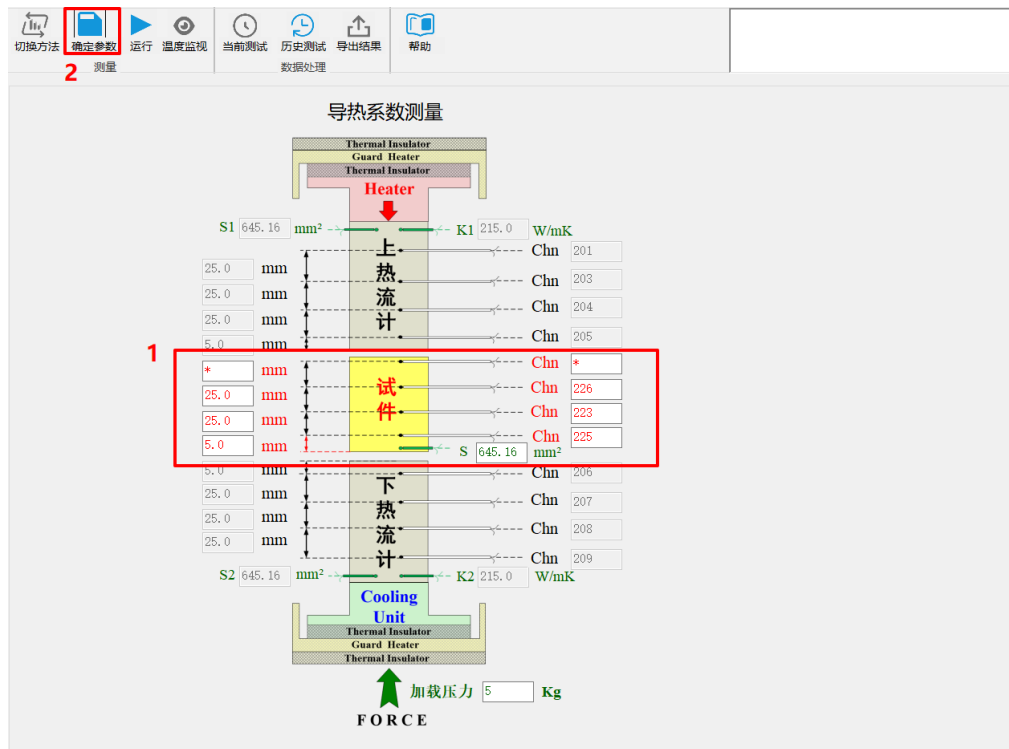 切换方法 确定参数 运行 温度监视 当前测试 历史测试 导出结果 帮助
2 测量 数据处理
导热系数测量
Thermal Insulator
Guard Heater
Thermal Insulator
Heater
S1 645.16 mm² K1 215.0 W/mK
Chn 201
25.0 mm
Chn 203
25.0 mm
Chn 204
25.0 mm
Chn 205
5.0 mm
上热流计
1
Chn *
* mm
Chn 226
25.0 mm
Chn 223
25.0 mm
Chn 225
5.0 mm
试件
S 645.16 mm²
5.0 mm Chn 206
25.0 mm
Chn 207
25.0 mm
Chn 208
25.0 mm
Chn 209
下热流计
S2 645.16 mm² K2 215.0 W/mK
Cooling
Unit
Thermal Insulator
Guard Heater
Thermal Insulator
加载压力 5 Kg
FORCE